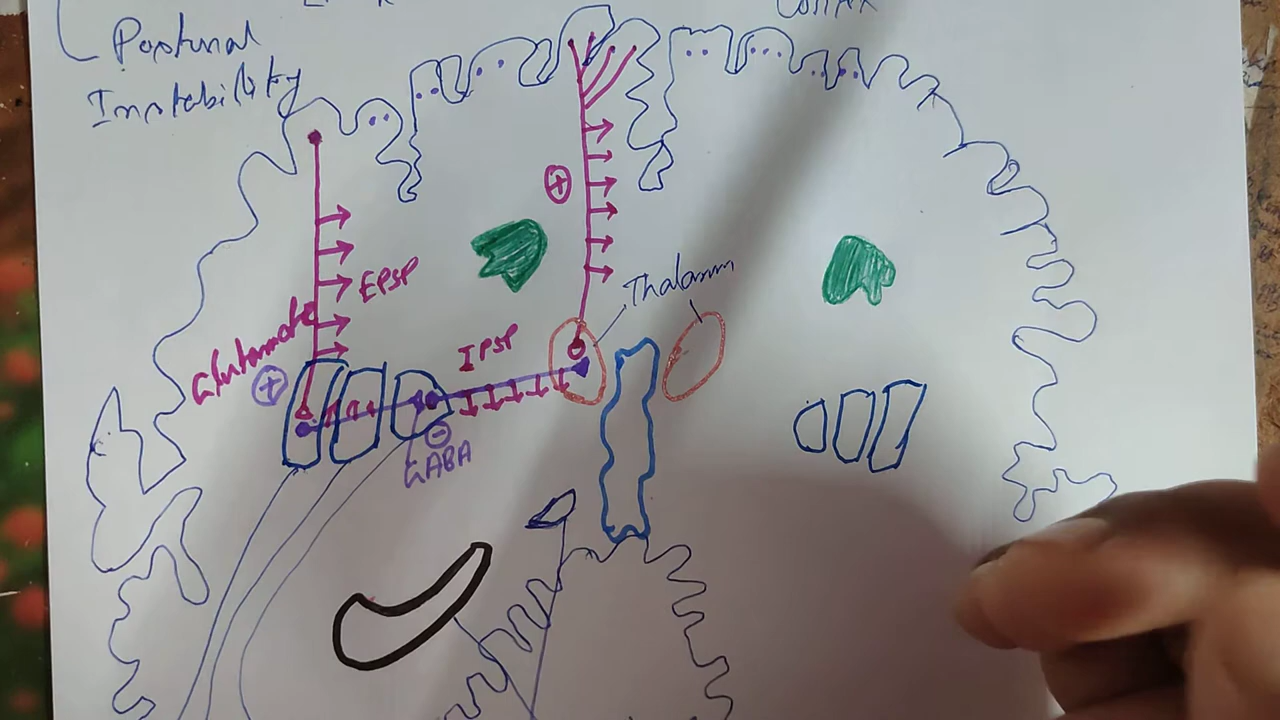 Postural
Instability
EPSP
Glutamate
IPSP
Thalamus
GABA